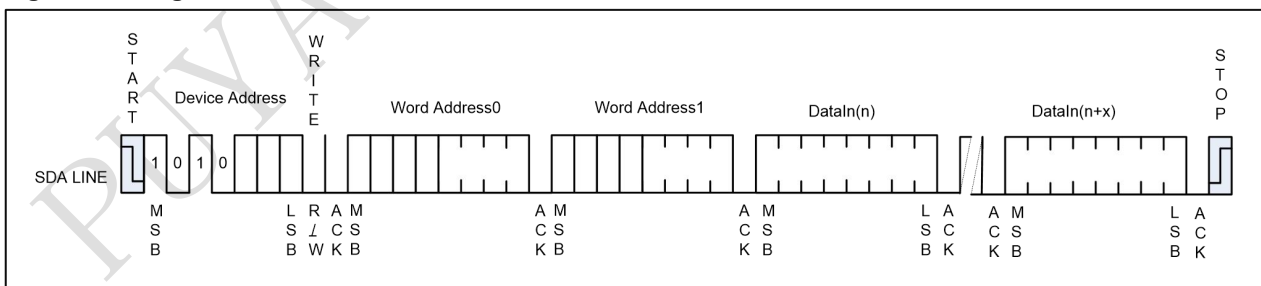 START
WRITE
STOP
Device Address
Word Address0
Word Address1
DataIn(n)
DataIn(n+x)
1 0 1 0
SDA LINE
MSB
LSB
R/W
ACK
MSB
ACK
MSB
ACK
MSB
LSB
ACK
ACK
MSB
LSB
ACK
PUYA